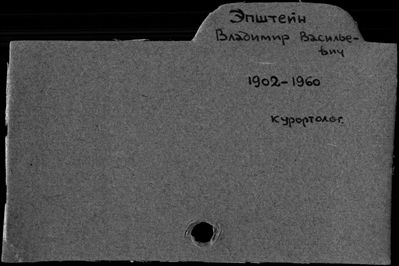 Эпштейн
Владимир Василье-
вич
1902-1960
курортолог.